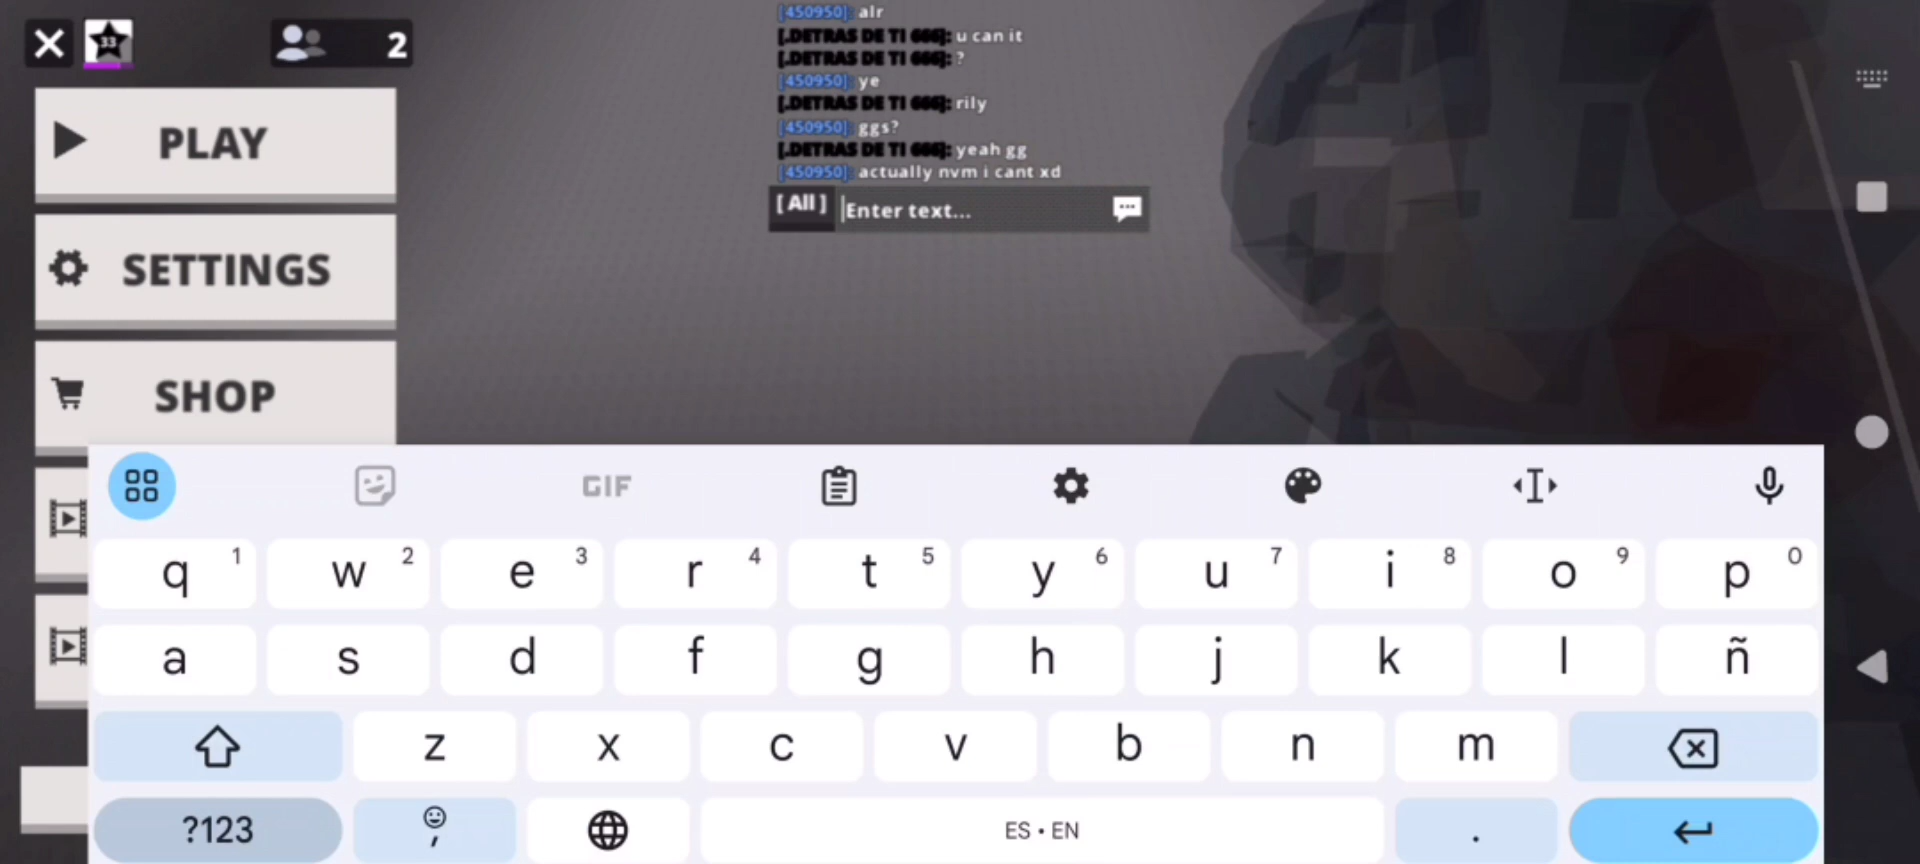 33
2
PLAY
SETTINGS
SHOP
[450950]: alr
[.DETRAS DE TI 666]: u can it
[.DETRAS DE TI 666]: ?
[450950]: ye
[.DETRAS DE TI 666]: rily
[450950]: ggs?
[.DETRAS DE TI 666]: yeah gg
[450950]: actually nvm i cant xd
[All] Enter text...
GIF
q 1 w 2 e 3 r 4 t 5 y 6 u 7 i 8 o 9 p 0
a s d f g h j k l ñ
z x c v b n m
?123 , ES • EN .